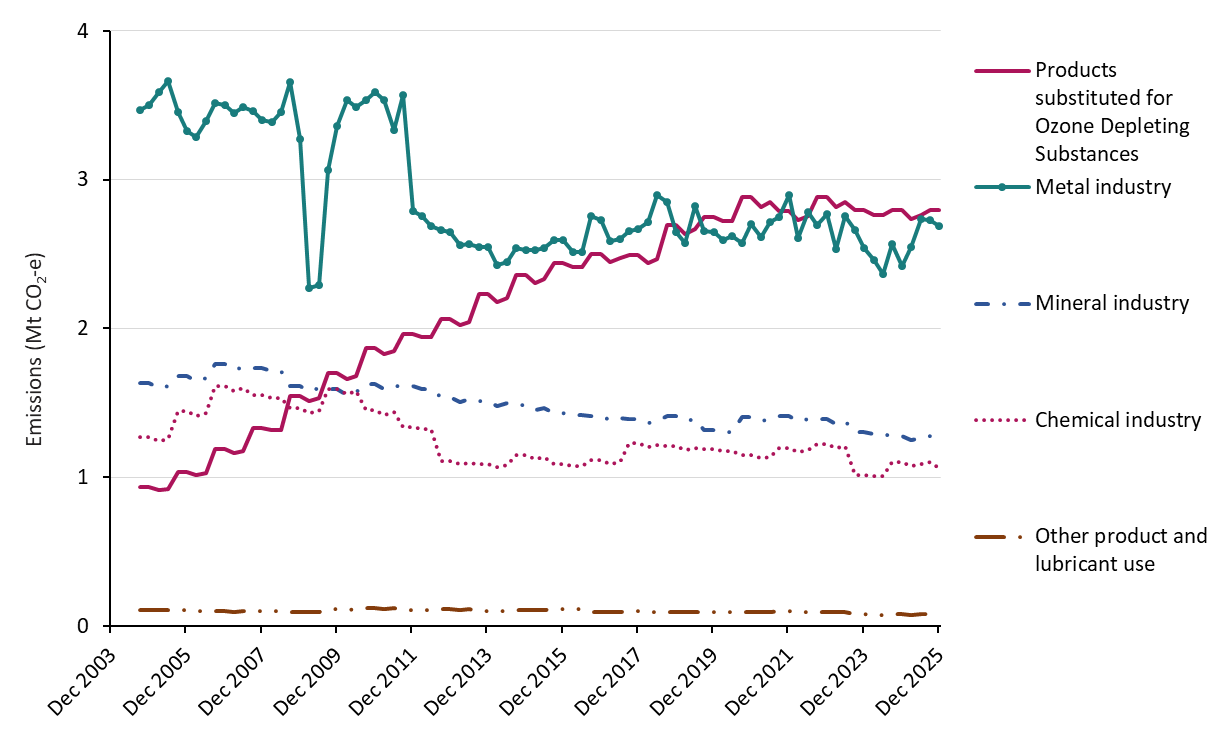 Emissions (Mt CO₂-e)
4
3
2
1
0
Dec 2003
Dec 2005
Dec 2007
Dec 2009
Dec 2011
Dec 2013
Dec 2015
Dec 2017
Dec 2019
Dec 2021
Dec 2023
Dec 2025
Products
substituted for
Ozone Depleting
Substances
Metal industry
Mineral industry
Chemical industry
Other product and
lubricant use